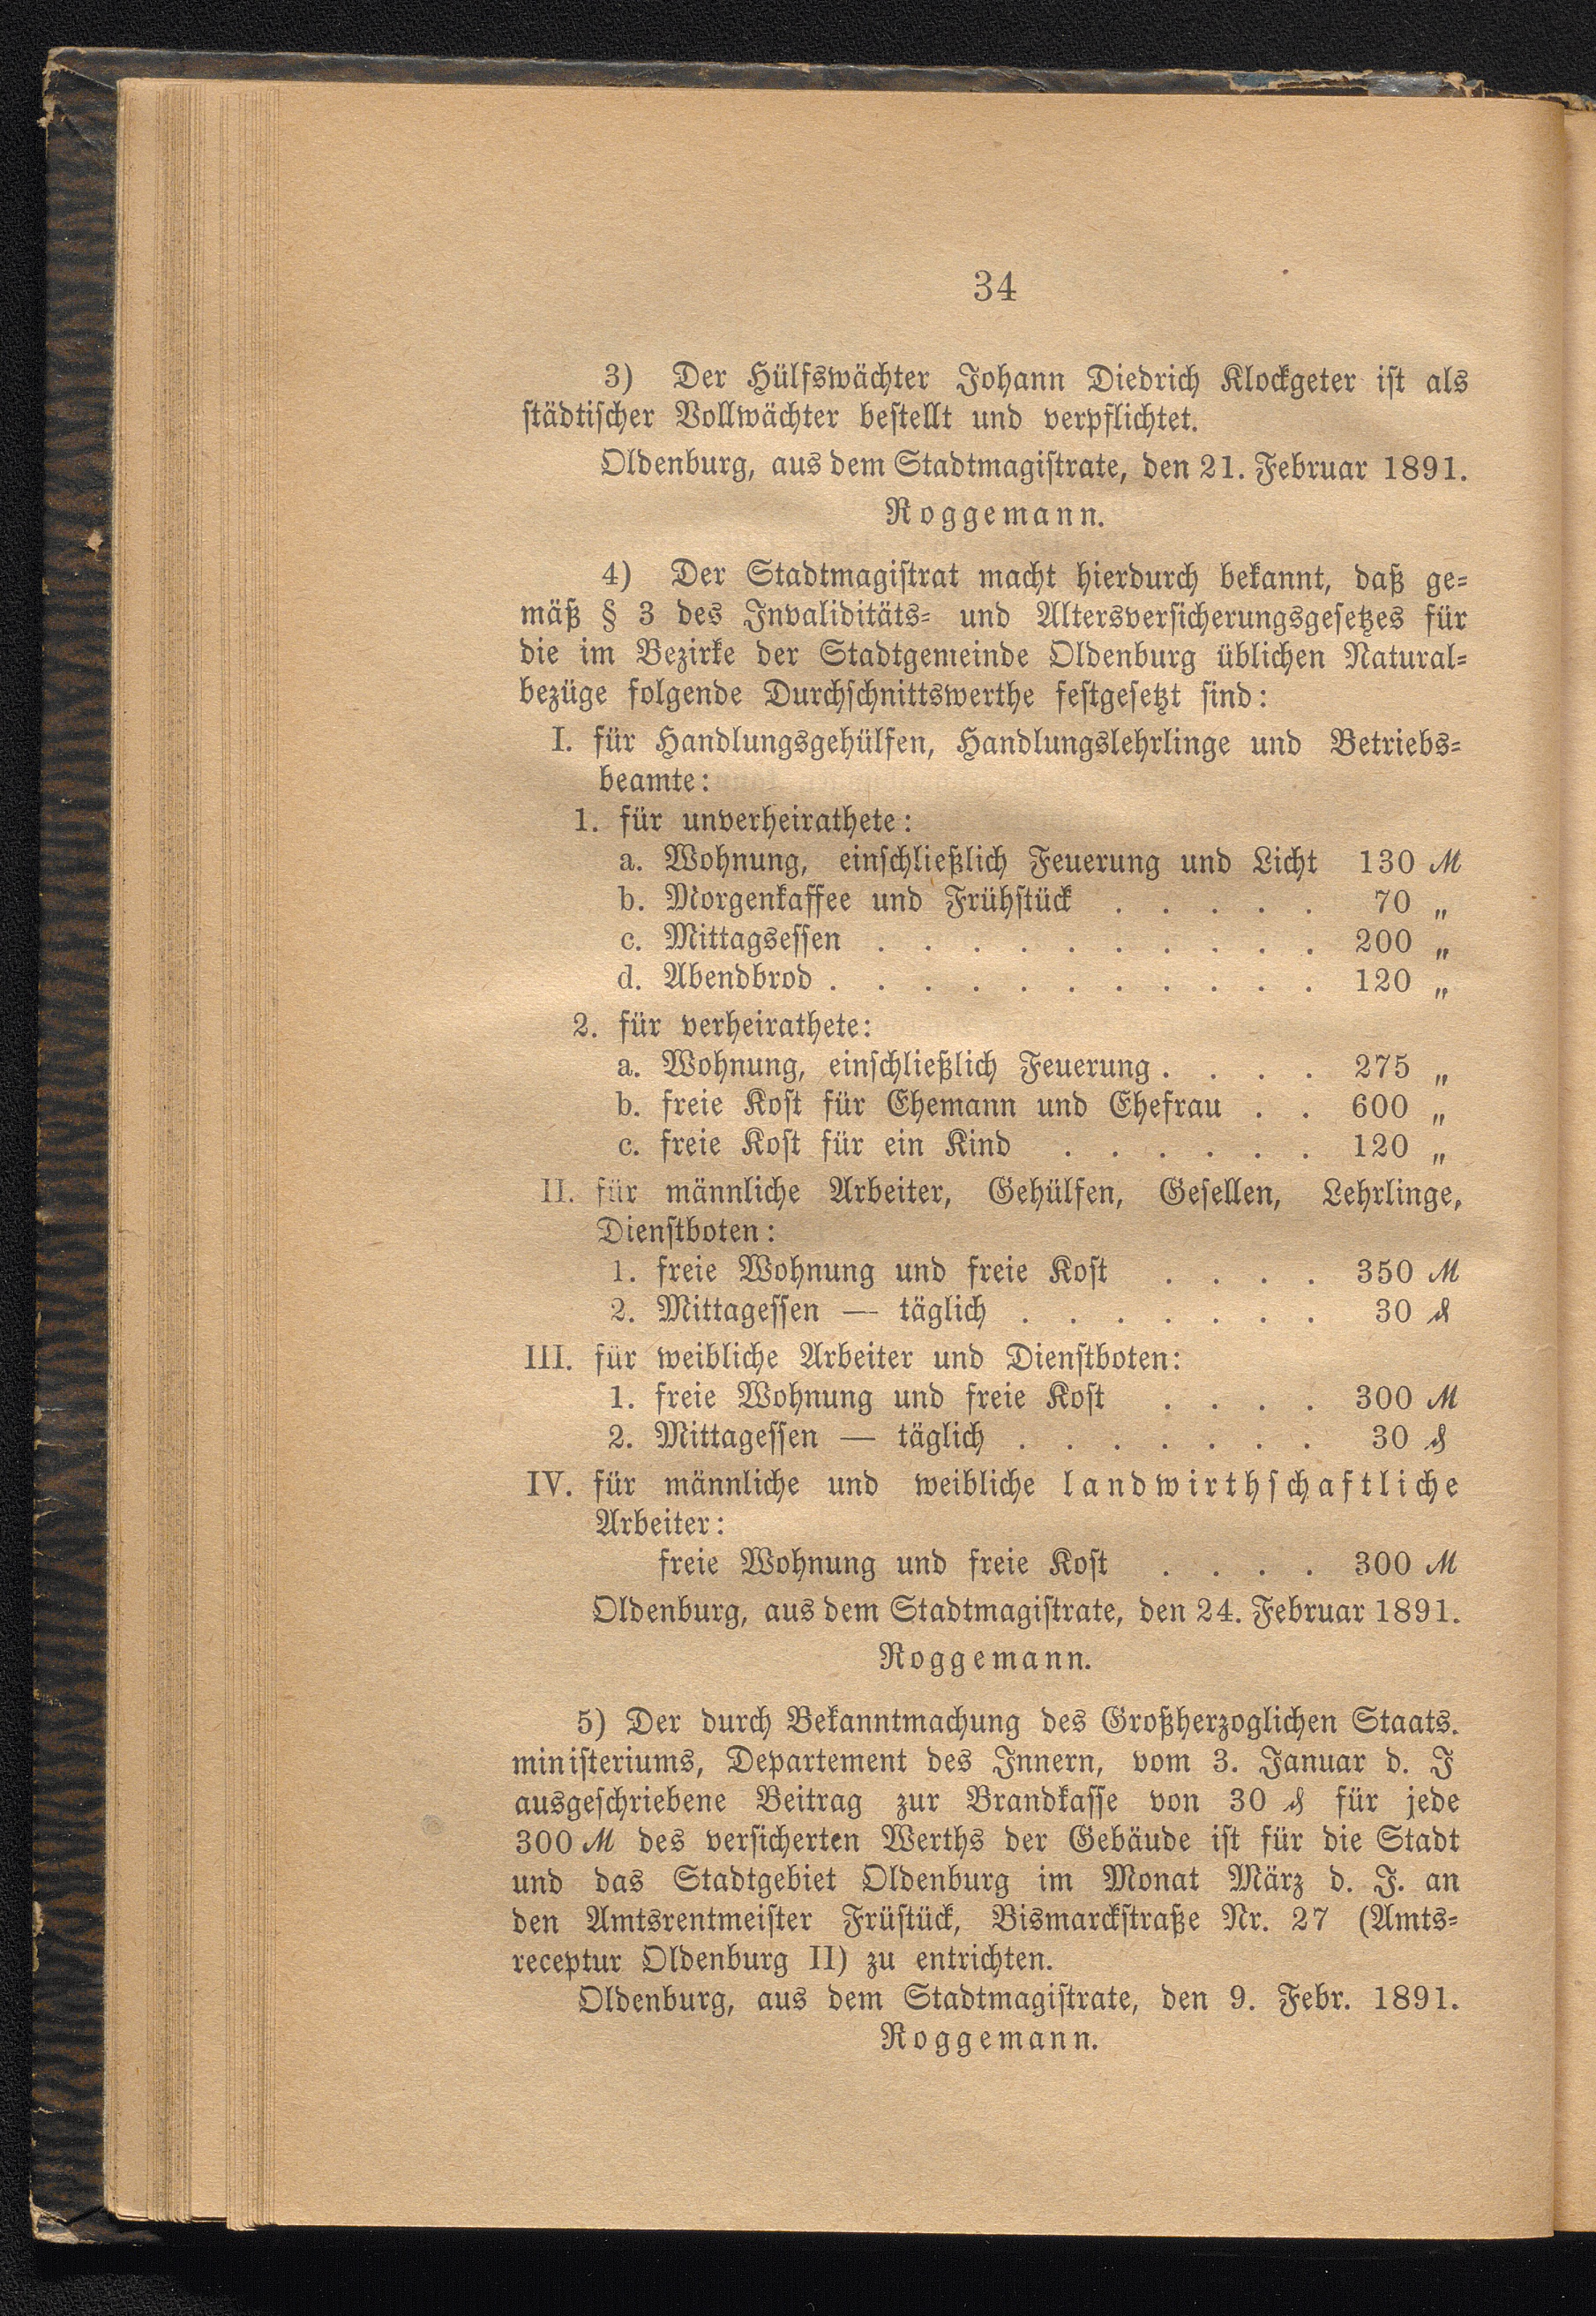 34
3) Der Hülfswächter Johann Diedrich Klockgeter ist als
städtischer Vollwächter bestellt und verpflichtet.
Oldenburg, aus dem Stadtmagistrate, den 21. Februar 1891.
Roggemann.
4) Der Stadtmagistrat macht hierdurch bekannt, daß ge-
mäß § 3 des Invaliditäts- und Altersversicherungsgesetzes für
die im Bezirke der Stadtgemeinde Oldenburg üblichen Natural-
bezüge folgende Durchschnittswerthe festgesetzt sind:
I. für Handlungsgehülfen, Handlungslehrlinge und Betriebs-
beamte:
1. für unverheirathete:
a. Wohnung, einschließlich Feuerung und Licht 130 ℳ
b. Morgenkaffee und Frühstück . . . . . 70 „
c. Mittagsessen . . . . . . . . . . 200 „
d. Abendbrod . . . . . . . . . . . 120 „
2. für verheirathete:
a. Wohnung, einschließlich Feuerung . . . . 275 „
b. freie Kost für Ehemann und Ehefrau . . 600 „
c. freie Kost für ein Kind . . . . . . 120 „
II. für männliche Arbeiter, Gehülfen, Gesellen, Lehrlinge,
Dienstboten:
1. freie Wohnung und freie Kost . . . . 350 ℳ
2. Mittagessen — täglich . . . . . . . 30 ₰
III. für weibliche Arbeiter und Dienstboten:
1. freie Wohnung und freie Kost . . . . 300 ℳ
2. Mittagessen — täglich . . . . . . . 30 ₰
IV. für männliche und weibliche landwirthschaftliche
Arbeiter:
freie Wohnung und freie Kost . . . . 300 ℳ
Oldenburg, aus dem Stadtmagistrate, den 24. Februar 1891.
Roggemann.
5) Der durch Bekanntmachung des Großherzoglichen Staats.
ministeriums, Departement des Innern, vom 3. Januar d. J
ausgeschriebene Beitrag zur Brandkasse von 30 ₰ für jede
300 ℳ des versicherten Werths der Gebäude ist für die Stadt
und das Stadtgebiet Oldenburg im Monat März d. J. an
den Amtsrentmeister Früstück, Bismarckstraße Nr. 27 (Amts-
receptur Oldenburg II) zu entrichten.
Oldenburg, aus dem Stadtmagistrate, den 9. Febr. 1891.
Roggemann.